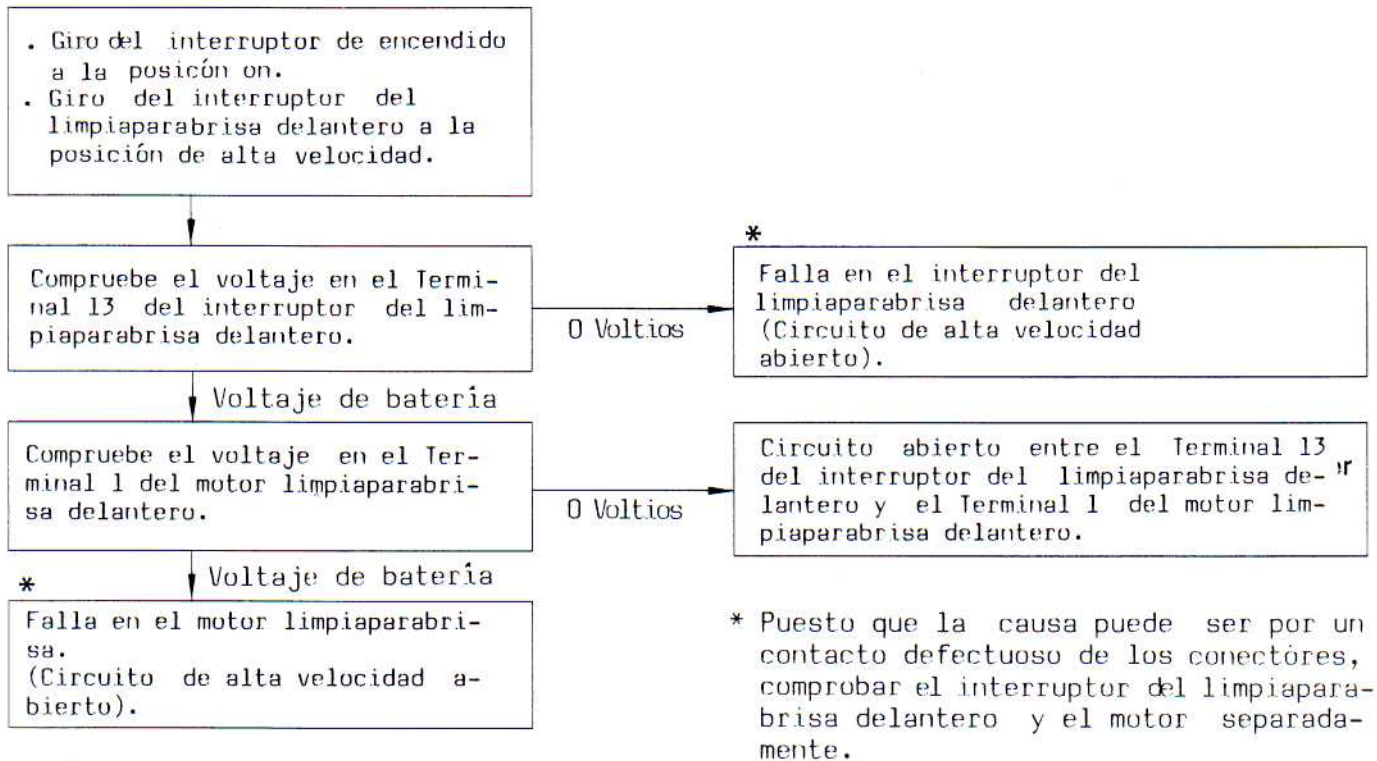 . Giro del interruptor de encendido
a la posicón on.
. Giro del interruptor del
limpiaparabrisa delantero a la
posición de alta velocidad.
Compruebe el voltaje en el Termi-
nal 13 del interruptor del lim-
piaparabrisa delantero.
0 Voltios
*
Falla en el interruptor del
limpiaparabrisa delantero
(Circuito de alta velocidad
abierto).
Voltaje de batería
Compruebe el voltaje en el Ter-
minal 1 del motor limpiaparabri-
sa delantero.
0 Voltios
Circuito abierto entre el Terminal 13
del interruptor del limpiaparabrisa de-
lantero y el Terminal 1 del motor lim-
piaparabrisa delantero.
Voltaje de batería
*
Falla en el motor limpiaparabri-
sa.
(Circuito de alta velocidad a-
bierto).
* Puesto que la causa puede ser por un
contacto defectuoso de los conectóres,
comprobar el interruptor del limpiapara-
brisa delantero y el motor separada-
mente.